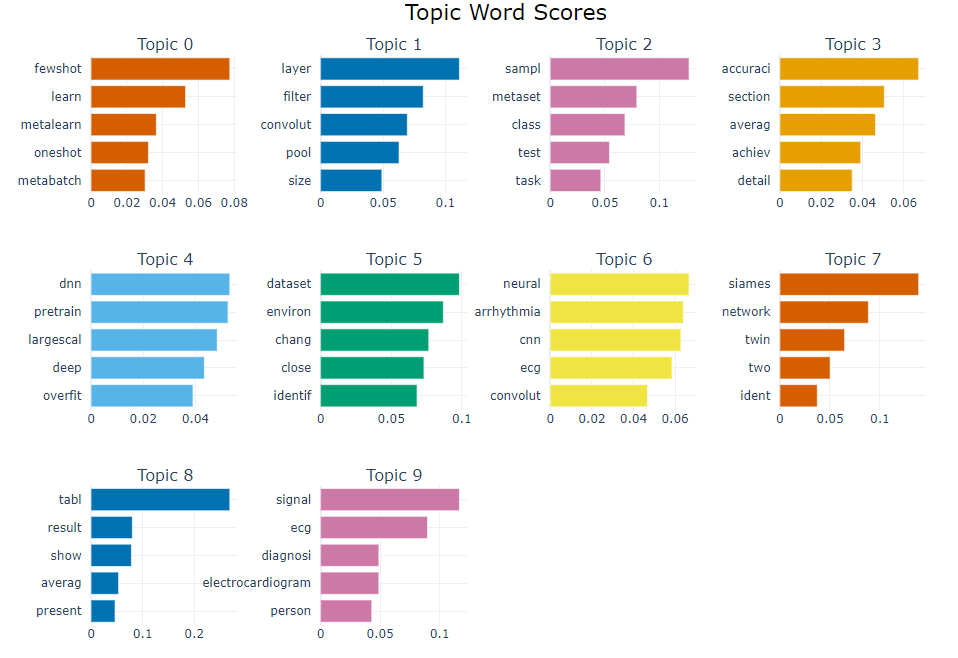 Topic Word Scores
Topic 0
fewshot
learn
metalearn
oneshot
metabatch
0 0.02 0.04 0.06 0.08
Topic 1
layer
filter
convolut
pool
size
0 0.05 0.1
Topic 2
sampl
metaset
class
test
task
0 0.05 0.1
Topic 3
accuraci
section
averag
achiev
detail
0 0.02 0.04 0.06
Topic 4
dnn
pretrain
largescal
deep
overfit
0 0.02 0.04
Topic 5
dataset
environ
chang
close
identif
0 0.05 0.1
Topic 6
neural
arrhythmia
cnn
ecg
convolut
0 0.02 0.04 0.06
Topic 7
siames
network
twin
two
ident
0 0.05 0.1
Topic 8
tabl
result
show
averag
present
0 0.1 0.2
Topic 9
signal
ecg
diagnosi
electrocardiogram
person
0 0.05 0.1